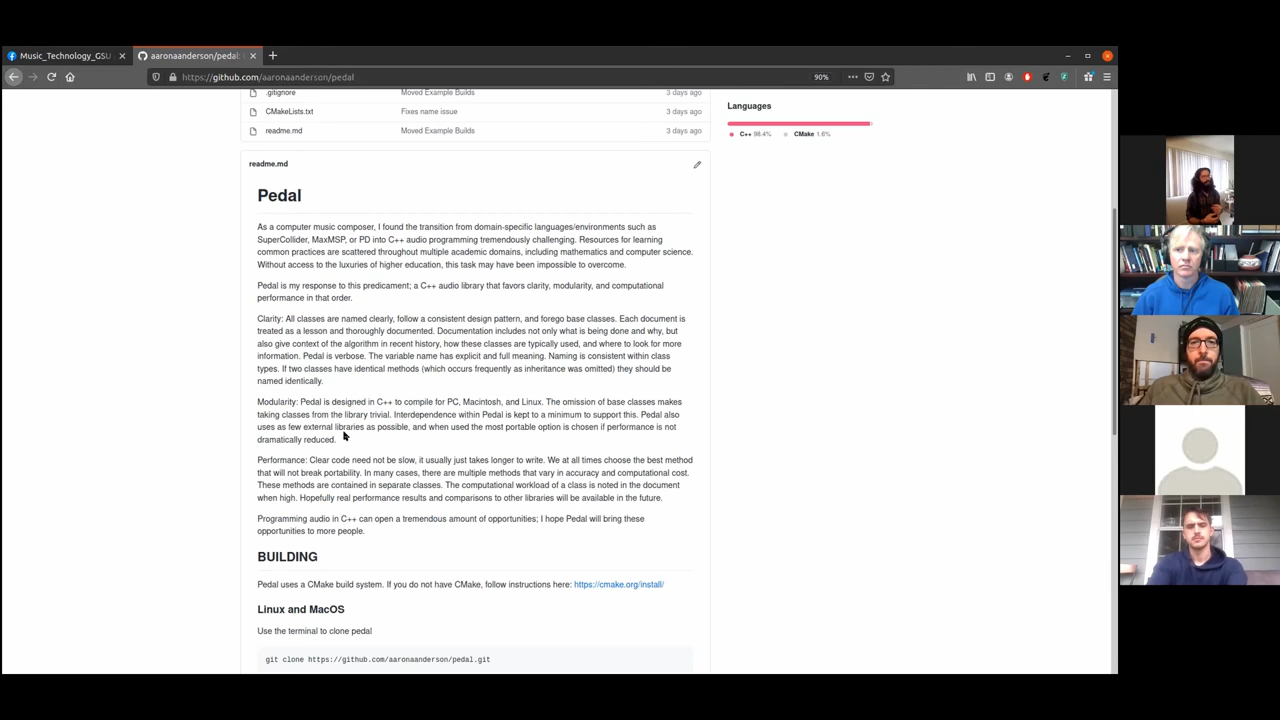 Music_Technology_GSU
aaronaanderson/pedal:
https://github.com/aaronaanderson/pedal
90%
.gitignore
Moved Example Builds
3 days ago
CMakeLists.txt
Fixes name issue
3 days ago
readme.md
Moved Example Builds
3 days ago
Languages
C++ 98.4%
CMake 1.6%
readme.md
Pedal
As a computer music composer, I found the transition from domain-specific languages/environments such as
SuperCollider, MaxMSP, or PD into C++ audio programming tremendously challenging. Resources for learning
common practices are scattered throughout multiple academic domains, including mathematics and computer science.
Without access to the luxuries of higher education, this task may have been impossible to overcome.
Pedal is my response to this predicament; a C++ audio library that favors clarity, modularity, and computational
performance in that order.
Clarity: All classes are named clearly, follow a consistent design pattern, and forego base classes. Each document is
treated as a lesson and thoroughly documented. Documentation includes not only what is being done and why, but
also give context of the algorithm in recent history, how these classes are typically used, and where to look for more
information. Pedal is verbose. The variable name has explicit and full meaning. Naming is consistent within class
types. If two classes have identical methods (which occurs frequently as inheritance was omitted) they should be
named identically.
Modularity: Pedal is designed in C++ to compile for PC, Macintosh, and Linux. The omission of base classes makes
taking classes from the library trivial. Interdependence within Pedal is kept to a minimum to support this. Pedal also
uses as few external libraries as possible, and when used the most portable option is chosen if performance is not
dramatically reduced.
Performance: Clear code need not be slow, it usually just takes longer to write. We at all times choose the best method
that will not break portability. In many cases, there are multiple methods that vary in accuracy and computational cost.
These methods are contained in separate classes. The computational workload of a class is noted in the document
when high. Hopefully real performance results and comparisons to other libraries will be available in the future.
Programming audio in C++ can open a tremendous amount of opportunities; I hope Pedal will bring these
opportunities to more people.
BUILDING
Pedal uses a CMake build system. If you do not have CMake, follow instructions here: https://cmake.org/install/
Linux and MacOS
Use the terminal to clone pedal
git clone https://github.com/aaronaanderson/pedal.git